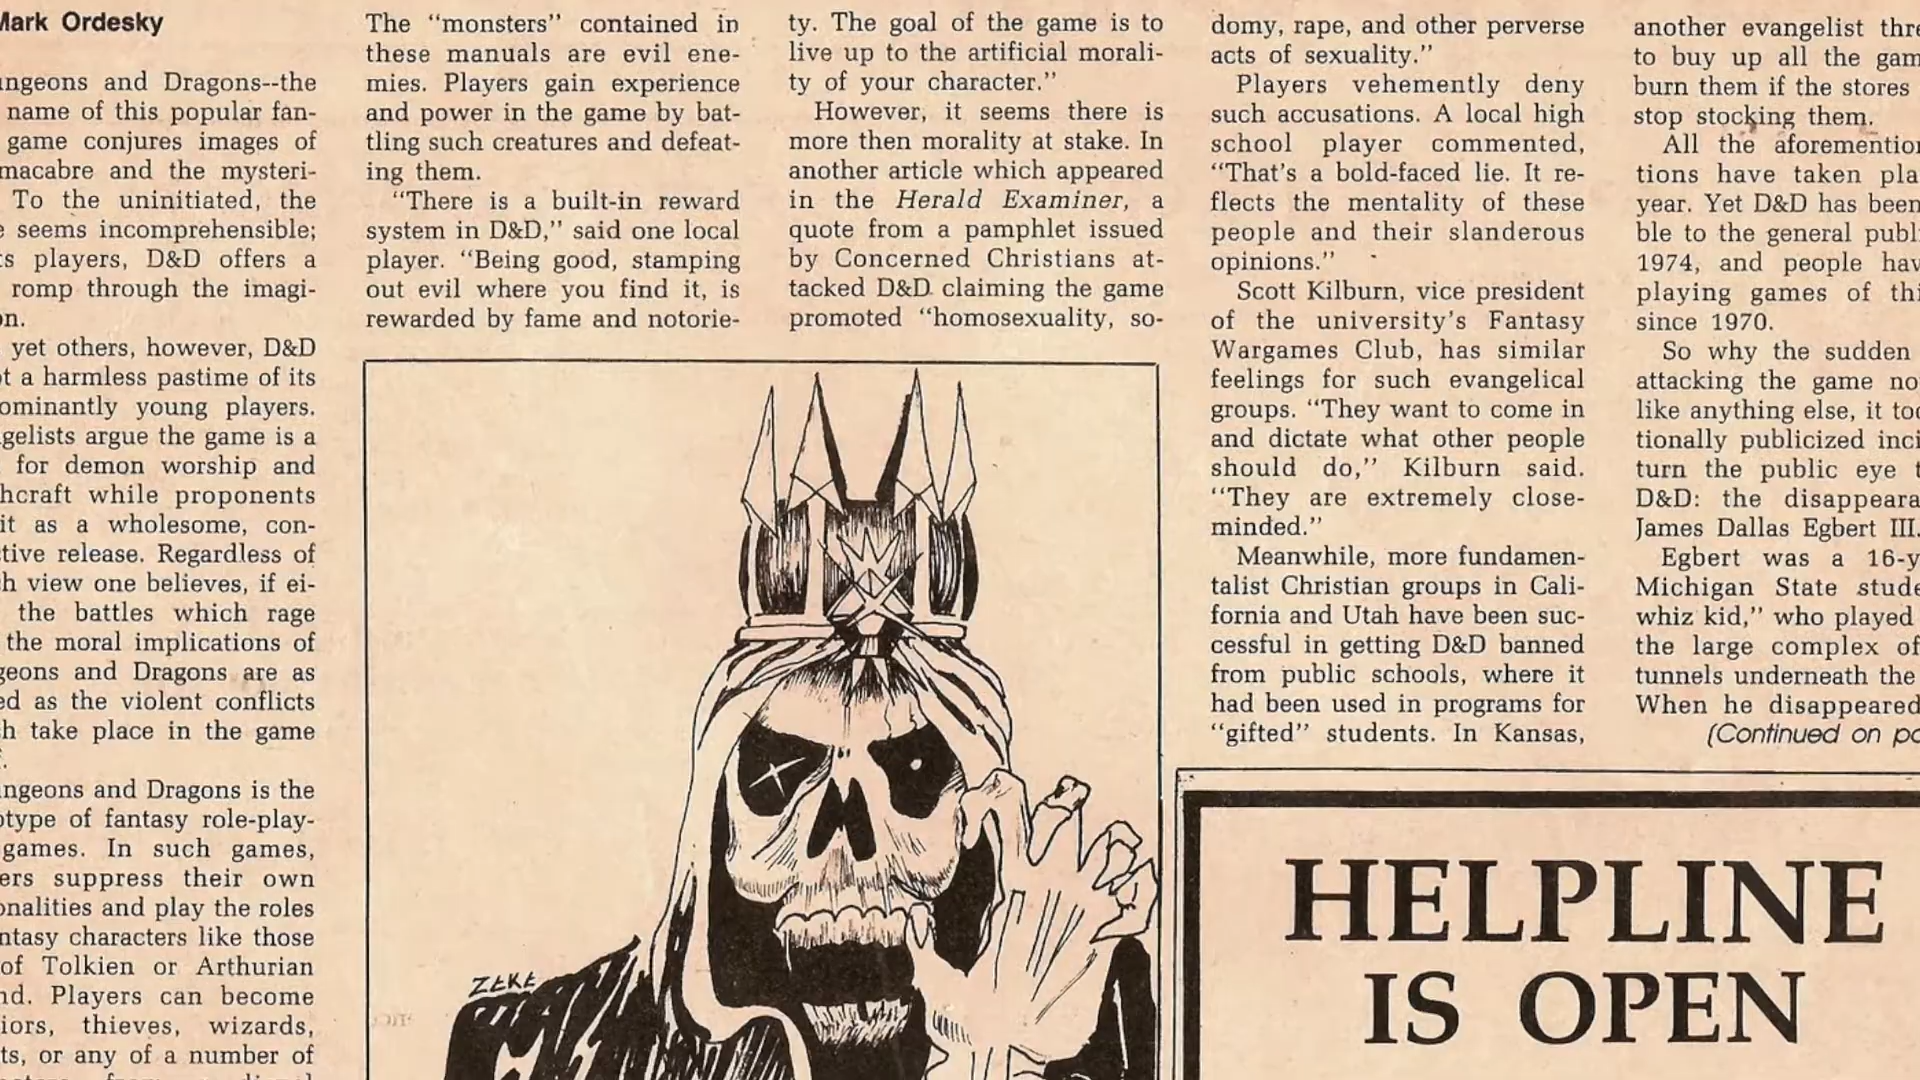 Mark Ordesky
ngeons and Dragons--the
name of this popular fan-
game conjures images of
macabre and the mysteri-
To the uninitiated, the
seems incomprehensible;
players, D&D offers a
romp through the imagi-
on.
yet others, however, D&D
a harmless pastime of its
ominantly young players.
gelists argue the game is a
for demon worship and
hcraft while proponents
it as a wholesome, con-
ctive release. Regardless of
ch view one believes, if ei-
the battles which rage
the moral implications of
geons and Dragons are as
ed as the violent conflicts
ch take place in the game
ngeons and Dragons is the
otype of fantasy role-play-
games. In such games,
ers suppress their own
onalities and play the roles
ntasy characters like those
of Tolkien or Arthurian
nd. Players can become
iors, thieves, wizards,
ts, or any of a number of
The "monsters" contained in
these manuals are evil ene-
mies. Players gain experience
and power in the game by bat-
tling such creatures and defeat-
ing them.
"There is a built-in reward
system in D&D," said one local
player. "Being good, stamping
out evil where you find it, is
rewarded by fame and notorie-
ty. The goal of the game is to
live up to the artificial morali-
ty of your character."
However, it seems there is
more then morality at stake. In
another article which appeared
in the Herald Examiner, a
quote from a pamphlet issued
by Concerned Christians at-
tacked D&D claiming the game
promoted "homosexuality, so-
domy, rape, and other perverse
acts of sexuality."
Players vehemently deny
such accusations. A local high
school player commented,
"That's a bold-faced lie. It re-
flects the mentality of these
people and their slanderous
opinions."
Scott Kilburn, vice president
of the university's Fantasy
Wargames Club, has similar
feelings for such evangelical
groups. "They want to come in
and dictate what other people
should do," Kilburn said.
"They are extremely close-
minded."
Meanwhile, more fundamen-
talist Christian groups in Cali-
fornia and Utah have been suc-
cessful in getting D&D banned
from public schools, where it
had been used in programs for
"gifted" students. In Kansas,
another evangelist thre
to buy up all the gam
burn them if the stores
stop stocking them.
All the aforemention
tions have taken pla
year. Yet D&D has been
ble to the general publi
1974, and people hav
playing games of thi
since 1970.
So why the sudden
attacking the game no
like anything else, it too
tionally publicized inci
turn the public eye t
D&D: the disappeara
James Dallas Egbert III.
Egbert was a 16-y
Michigan State stude
whiz kid," who played
the large complex of
tunnels underneath the
When he disappeared
(Continued on pa
ZEKE
HELPLINE
IS OPEN